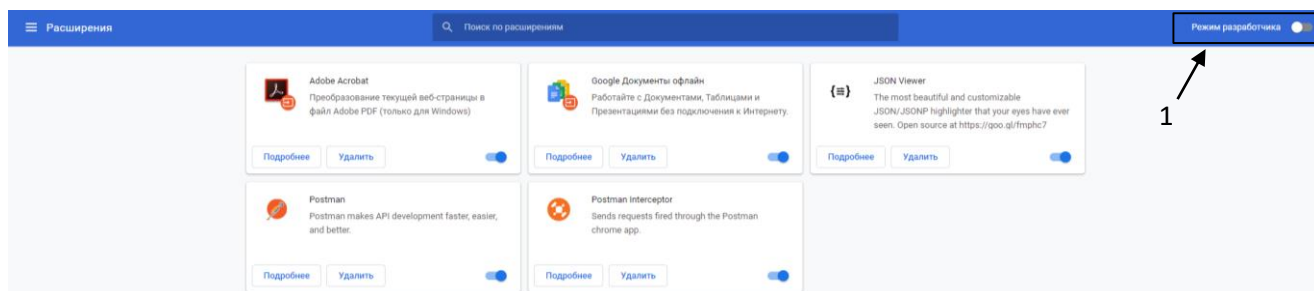 Расширения
Поиск по расширениям
Режим разработчика
1
Adobe Acrobat
Преобразование текущей веб-страницы в
файл Adobe PDF (только для Windows)
Подробнее
Удалить
Google Документы офлайн
Работайте с Документами, Таблицами и
Презентациями без подключения к Интернету.
Подробнее
Удалить
JSON Viewer
The most beautiful and customizable
JSON/JSONP highlighter that your eyes have ever
seen. Open source at https://goo.gl/fmphc7
Подробнее
Удалить
Postman
Postman makes API development faster, easier,
and better.
Подробнее
Удалить
Postman Interceptor
Sends requests fired through the Postman
chrome app.
Подробнее
Удалить